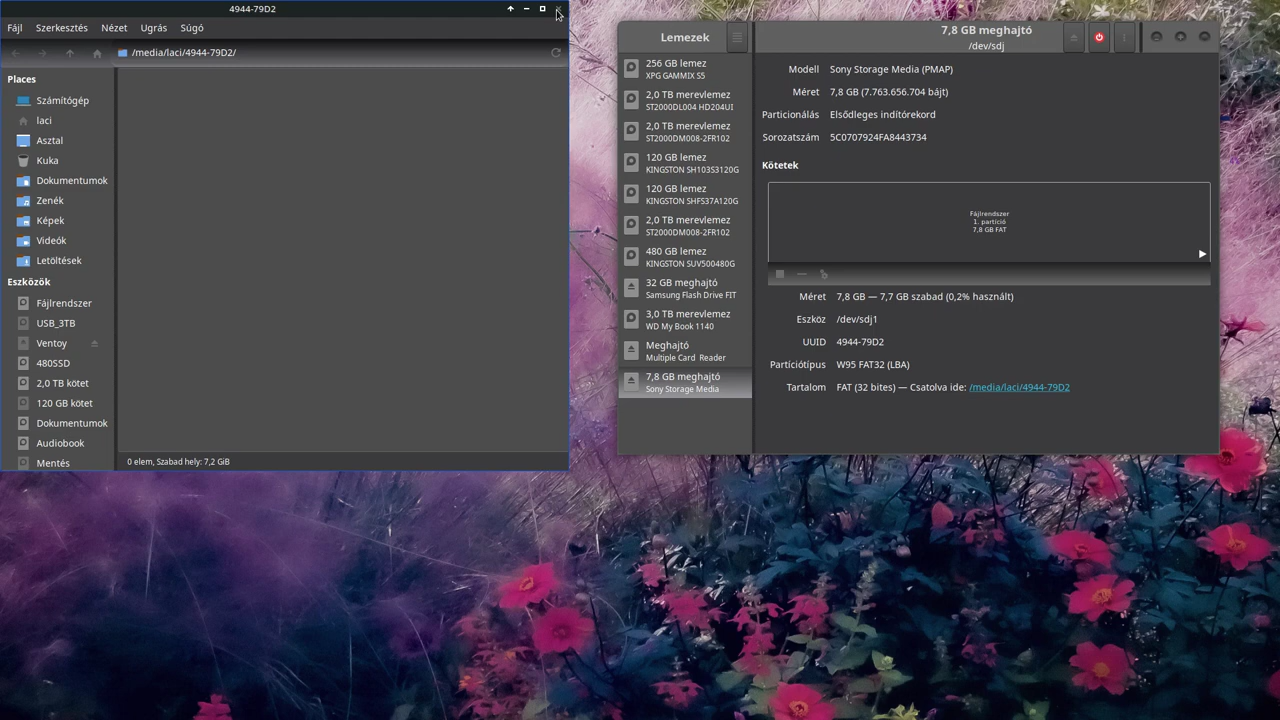 4944-79D2
Fájl Szerkesztés Nézet Ugrás Súgó
/media/laci/4944-79D2/
Places
Számítógép
laci
Asztal
Kuka
Dokumentumok
Zenék
Képek
Videók
Letöltések
Eszközök
Fájlrendszer
USB_3TB
Ventoy
480SSD
2,0 TB kötet
120 GB kötet
Dokumentumok
Audiobook
Mentés
0 elem, Szabad hely: 7,2 GiB
Lemezek
7,8 GB meghajtó
/dev/sdj
256 GB lemez
XPG GAMMIX S5
2,0 TB merevlemez
ST2000DL004 HD204UI
2,0 TB merevlemez
ST2000DM008-2FR102
120 GB lemez
KINGSTON SH103S3120G
120 GB lemez
KINGSTON SHFS37A120G
2,0 TB merevlemez
ST2000DM008-2FR102
480 GB lemez
KINGSTON SUV500480G
32 GB meghajtó
Samsung Flash Drive FIT
3,0 TB merevlemez
WD My Book 1140
Meghajtó
Multiple Card Reader
7,8 GB meghajtó
Sony Storage Media
Modell Sony Storage Media (PMAP)
Méret 7,8 GB (7.763.656.704 bájt)
Particionálás Elsődleges indítórekord
Sorozatszám 5C0707924FA8443734
Kötetek
Fájlrendszer
1. partíció
7,8 GB FAT
Méret 7,8 GB — 7,7 GB szabad (0,2% használt)
Eszköz /dev/sdj1
UUID 4944-79D2
Partíciótípus W95 FAT32 (LBA)
Tartalom FAT (32 bites) — Csatolva ide: /media/laci/4944-79D2